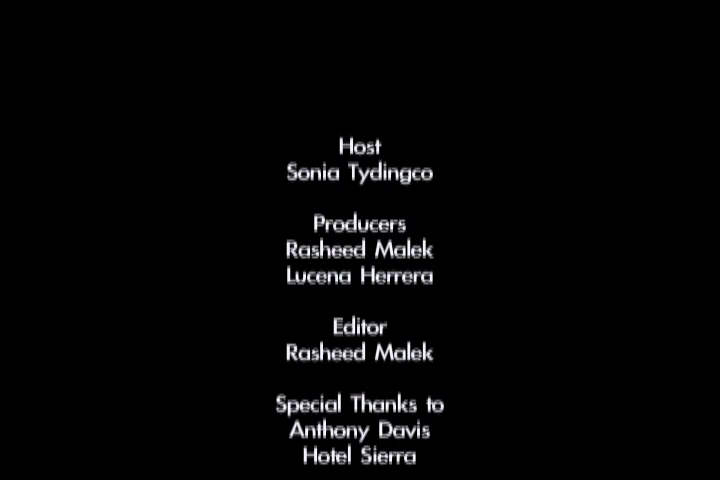 Host
Sonia Tydingco
Producers
Rasheed Malek
Lucena Herrera
Editor
Rasheed Malek
Special Thanks to
Anthony Davis
Hotel Sierra